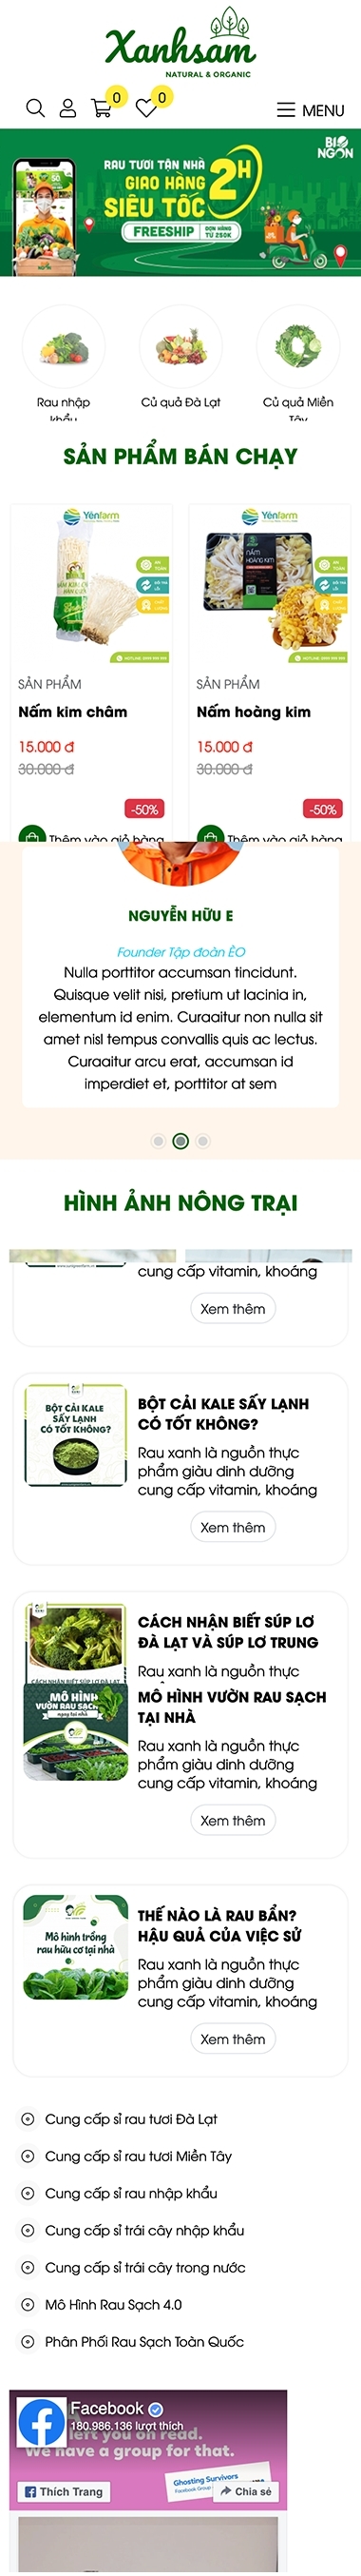 Xanhsam
NATURAL & ORGANIC
0
0
MENU
BIO NGON
RAU TƯƠI TẬN NHÀ
GIAO HÀNG
SIÊU TỐC
2H
FREESHIP
ĐƠN HÀNG
TỪ 250K
Rau nhập
khẩu
Củ quả Đà Lạt
Củ quả Miền
Tây
SẢN PHẨM BÁN CHẠY
Yênfarm
Yênfarm
NẤM HOÀNG KIM
SẢN PHẨM
SẢN PHẨM
Nấm kim châm
Nấm hoàng kim
15.000 đ
15.000 đ
30.000 đ
30.000 đ
-50%
-50%
Thêm vào giỏ hàng
Thêm vào giỏ hàng
NGUYỄN HỮU E
Founder Tập đoàn ÈO
Nulla porttitor accumsan tincidunt.
Quisque velit nisi, pretium ut lacinia in,
elementum id enim. Curaaitur non nulla sit
amet nisl tempus convallis quis ac lectus.
Curaaitur arcu erat, accumsan id
imperdiet et, porttitor at sem
HÌNH ẢNH NÔNG TRẠI
cung cấp vitamin, khoáng
Xem thêm
BỘT CẢI KALE
SẤY LẠNH
CÓ TỐT KHÔNG?
BỘT CẢI KALE SẤY LẠNH
CÓ TỐT KHÔNG?
Rau xanh là nguồn thực
phẩm giàu dinh dưỡng
cung cấp vitamin, khoáng
Xem thêm
CÁCH NHẬN BIẾT SÚP LƠ
ĐÀ LẠT VÀ SÚP LƠ TRUNG
Rau xanh là nguồn thực
CÁCH NHẬN BIẾT SÚP LƠ ĐÀ LẠT
MÔ HÌNH
VƯỜN RAU SẠCH
ngay tại nhà
MÔ HÌNH VƯỜN RAU SẠCH
TẠI NHÀ
Rau xanh là nguồn thực
phẩm giàu dinh dưỡng
cung cấp vitamin, khoáng
Xem thêm
Mô hình trồng
rau hữu cơ tại nhà
THẾ NÀO LÀ RAU BẨN?
HẬU QUẢ CỦA VIỆC SỬ
Rau xanh là nguồn thực
phẩm giàu dinh dưỡng
cung cấp vitamin, khoáng
Xem thêm
Cung cấp sỉ rau tươi Đà Lạt
Cung cấp sỉ rau tươi Miền Tây
Cung cấp sỉ rau nhập khẩu
Cung cấp sỉ trái cây nhập khẩu
Cung cấp sỉ trái cây trong nước
Mô Hình Rau Sạch 4.0
Phân Phối Rau Sạch Toàn Quốc
Facebook
180.986.136 lượt thích
left you on read.
We have a group for that.
Ghosting Survivors
Facebook Group
Thích Trang
Chia sẻ